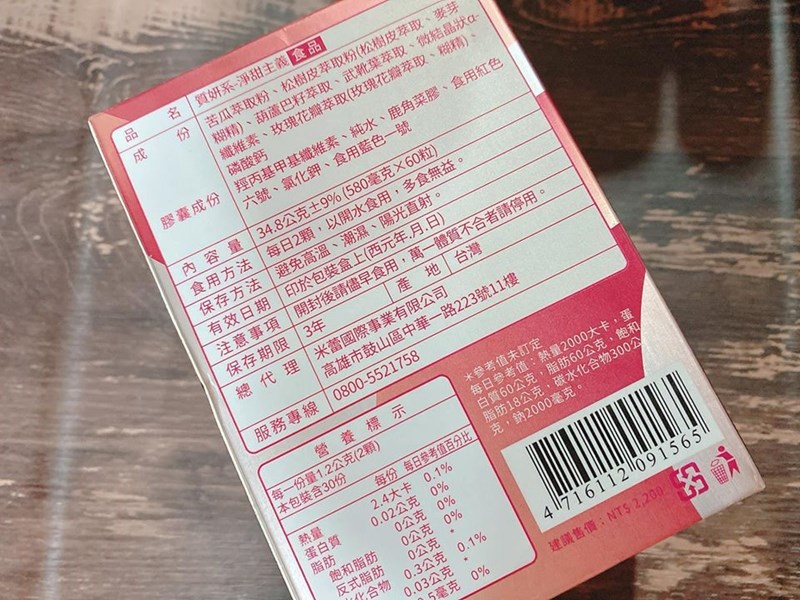 品名 質妍系-淨甜主義 食品
成份 苦瓜萃取粉、松樹皮萃取粉(松樹皮萃取、麥芽
糊精)、葫蘆巴籽萃取、武靴葉萃取、微結晶狀α-
纖維素、玫瑰花瓣萃取(玫瑰花瓣萃取、糊精)、
磷酸鈣
膠囊成份 羥丙基甲基纖維素、純水、鹿角菜膠、食用紅色
六號、氯化鉀、食用藍色一號
內容量 34.8公克±9% (580毫克×60粒)
食用方法 每日2顆，以開水食用，多食無益。
保存方法 避免高溫、潮濕、陽光直射。
有效日期 印於包裝盒上(西元年.月.日)
注意事項 開封後請儘早食用，萬一體質不合者請停用。
保存期限 3年 產地 台灣
總代理 米蕾國際事業有限公司
高雄市鼓山區中華一路223號11樓
服務專線 0800-5521758
營養標示
每一份量1.2公克(2顆)
本包裝含30份
每份 每日參考值百分比
熱量 2.4大卡 0.1%
蛋白質 0.02公克 0%
脂肪 0公克 0%
飽和脂肪 0公克 0%
反式脂肪 0公克 *
化合物 0.3公克 0.1%
0.03公克 *
5毫克 0%
＊參考值未訂定
每日參考值：熱量2000大卡，蛋
白質60公克，脂肪60公克，飽和
脂肪18公克，碳水化合物300公
克，鈉2000毫克。
4 716112 091565
建議售價：NT$ 2,200